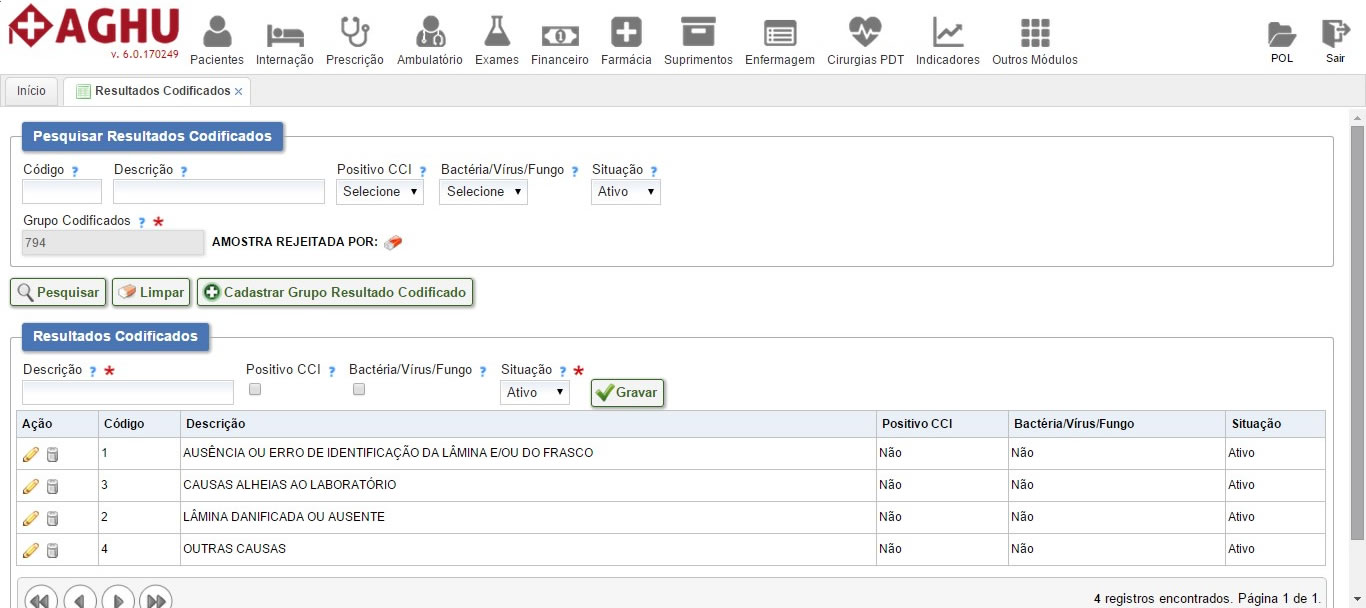 AGHU
v. 6.0.170249
Pacientes Internação Prescrição Ambulatório Exames Financeiro Farmácia Suprimentos Enfermagem Cirurgias PDT Indicadores Outros Módulos POL Sair
Início Resultados Codificados ×
Pesquisar Resultados Codificados
Código ? Descrição ? Positivo CCI ? Bactéria/Vírus/Fungo ? Situação ?
Selecione Selecione Ativo
Grupo Codificados ? *
794 AMOSTRA REJEITADA POR:
Pesquisar Limpar Cadastrar Grupo Resultado Codificado
Resultados Codificados
Descrição ? * Positivo CCI ? Bactéria/Vírus/Fungo ? Situação ? *
Ativo Gravar
Ação Código Descrição Positivo CCI Bactéria/Vírus/Fungo Situação
1 AUSÊNCIA OU ERRO DE IDENTIFICAÇÃO DA LÂMINA E/OU DO FRASCO Não Não Ativo
3 CAUSAS ALHEIAS AO LABORATÓRIO Não Não Ativo
2 LÂMINA DANIFICADA OU AUSENTE Não Não Ativo
4 OUTRAS CAUSAS Não Não Ativo
4 registros encontrados. Página 1 de 1.